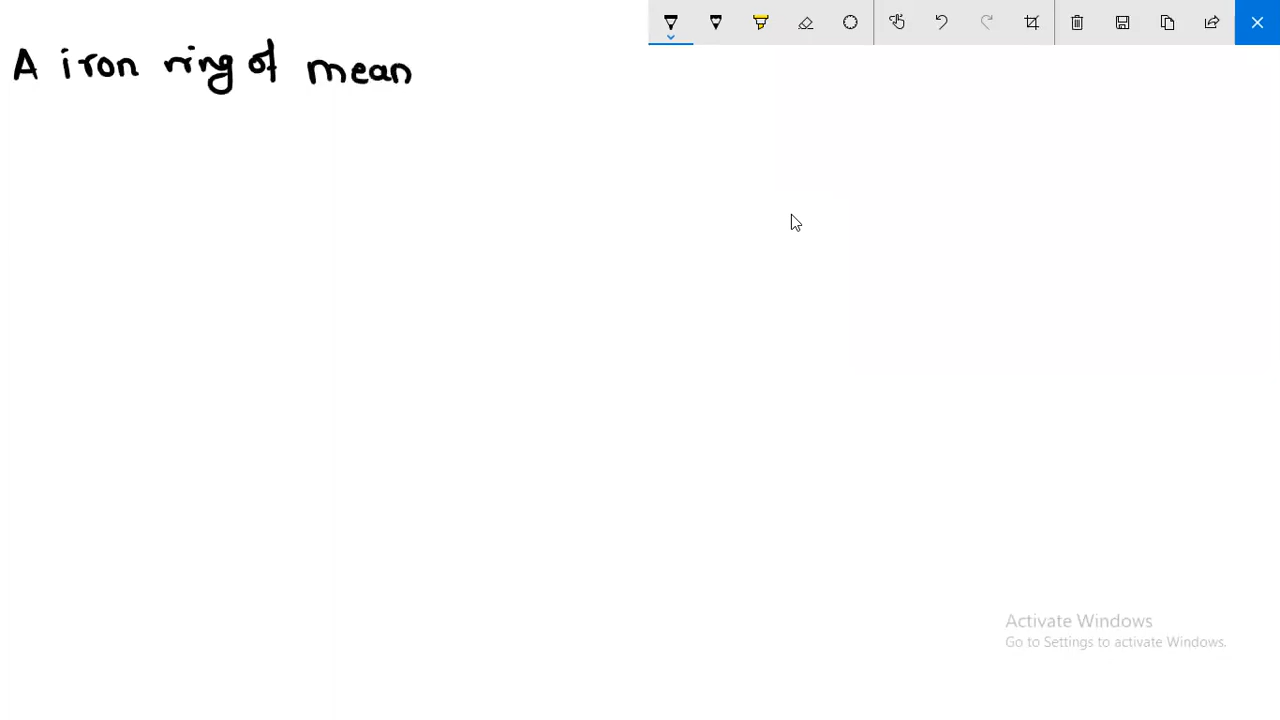 A iron ring of mean
Activate Windows
Go to Settings to activate Windows.